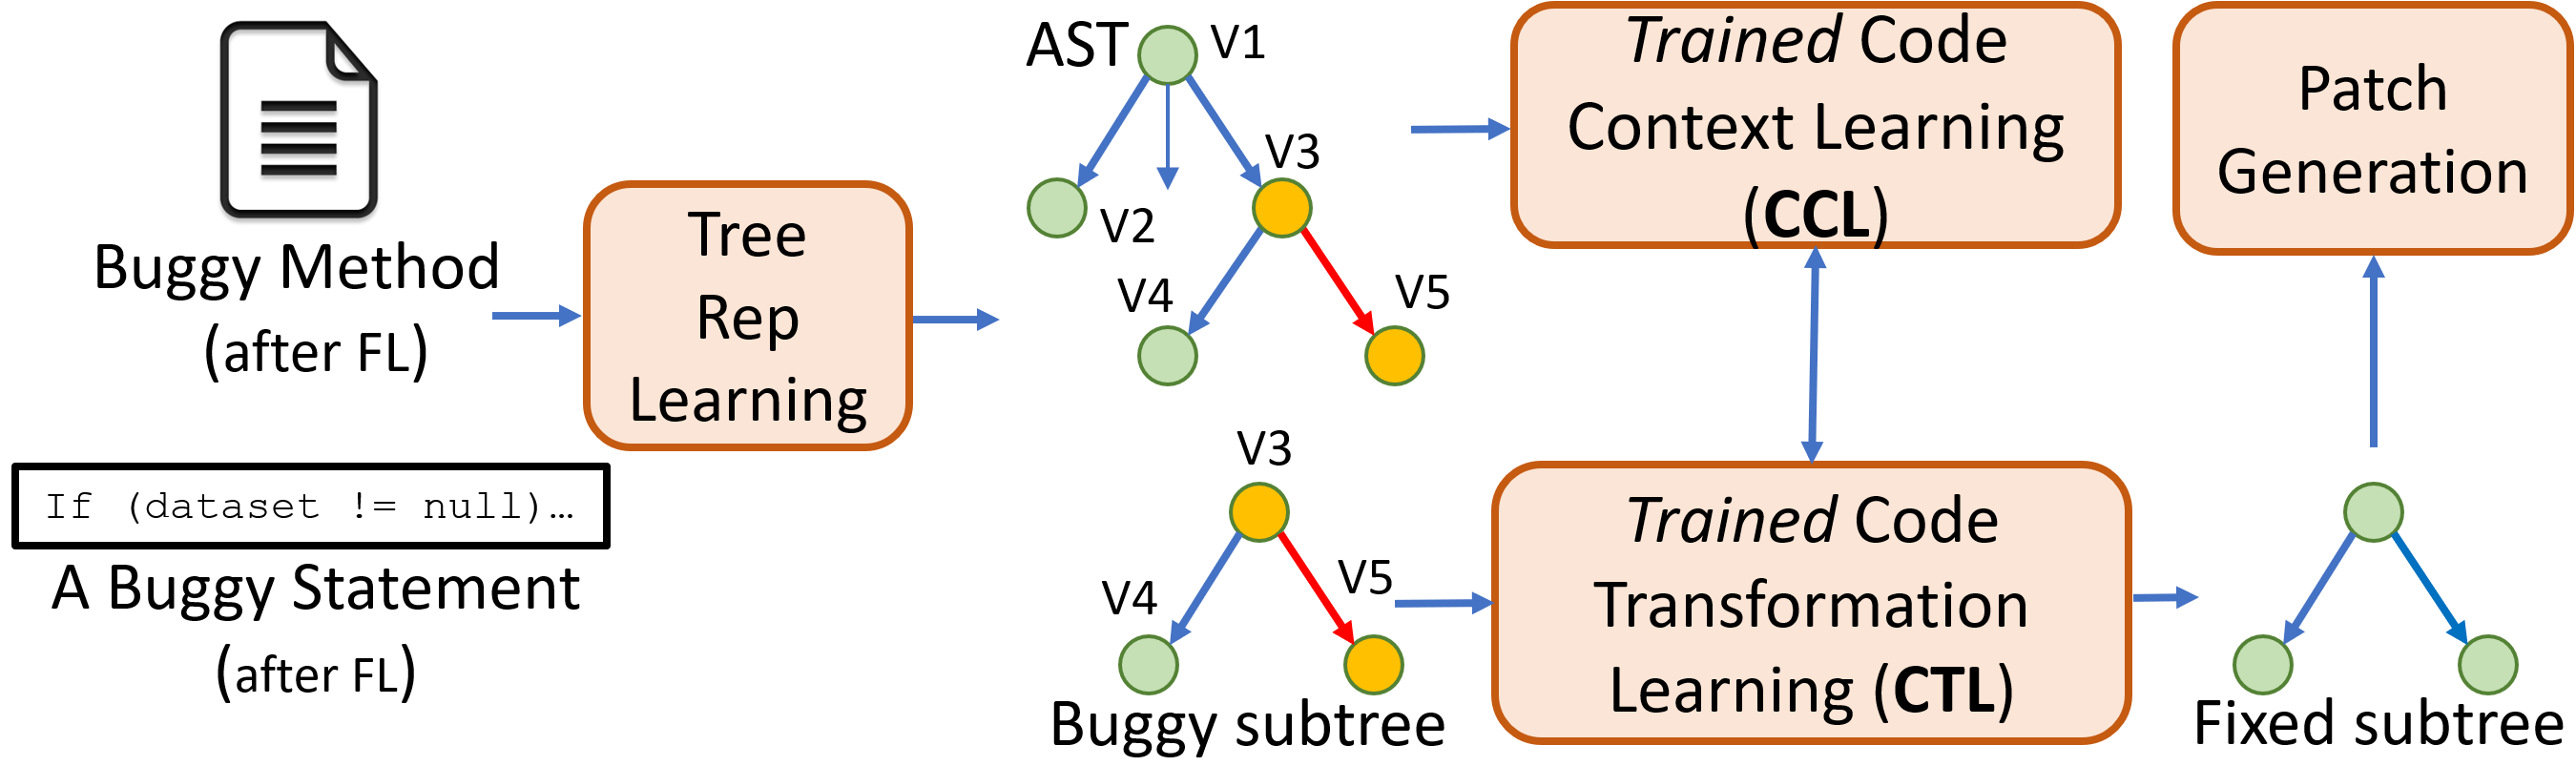 Buggy Method
(after FL)
If (dataset != null)…
A Buggy Statement
(after FL)
Tree
Rep
Learning
AST
V1
V2
V3
V4
V5
V3
V4
V5
Buggy subtree
Trained Code
Context Learning
(CCL)
Trained Code
Transformation
Learning (CTL)
Patch
Generation
Fixed subtree